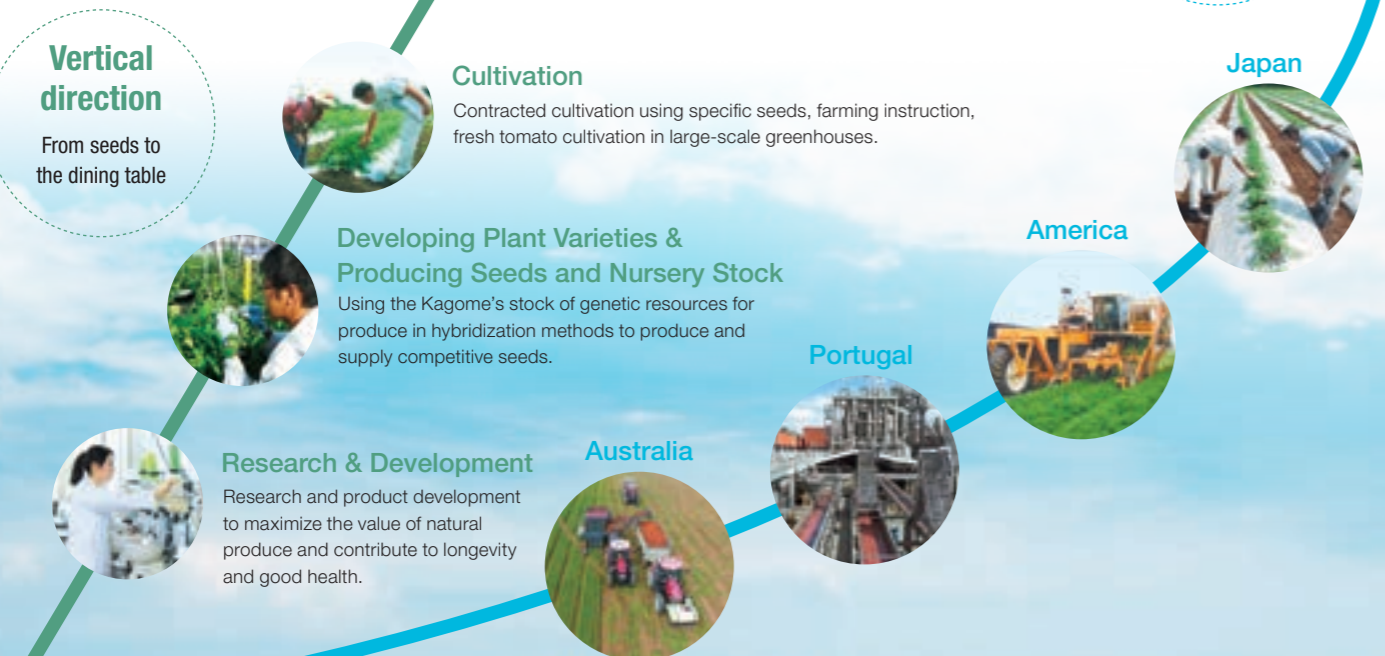 Vertical
direction
From seeds to
the dining table
Cultivation
Contracted cultivation using specific seeds, farming instruction,
fresh tomato cultivation in large-scale greenhouses.
Developing Plant Varieties &
Producing Seeds and Nursery Stock
Using the Kagome's stock of genetic resources for
produce in hybridization methods to produce and
supply competitive seeds.
Research & Development
Research and product development
to maximize the value of natural
produce and contribute to longevity
and good health.
Japan
America
Portugal
Australia